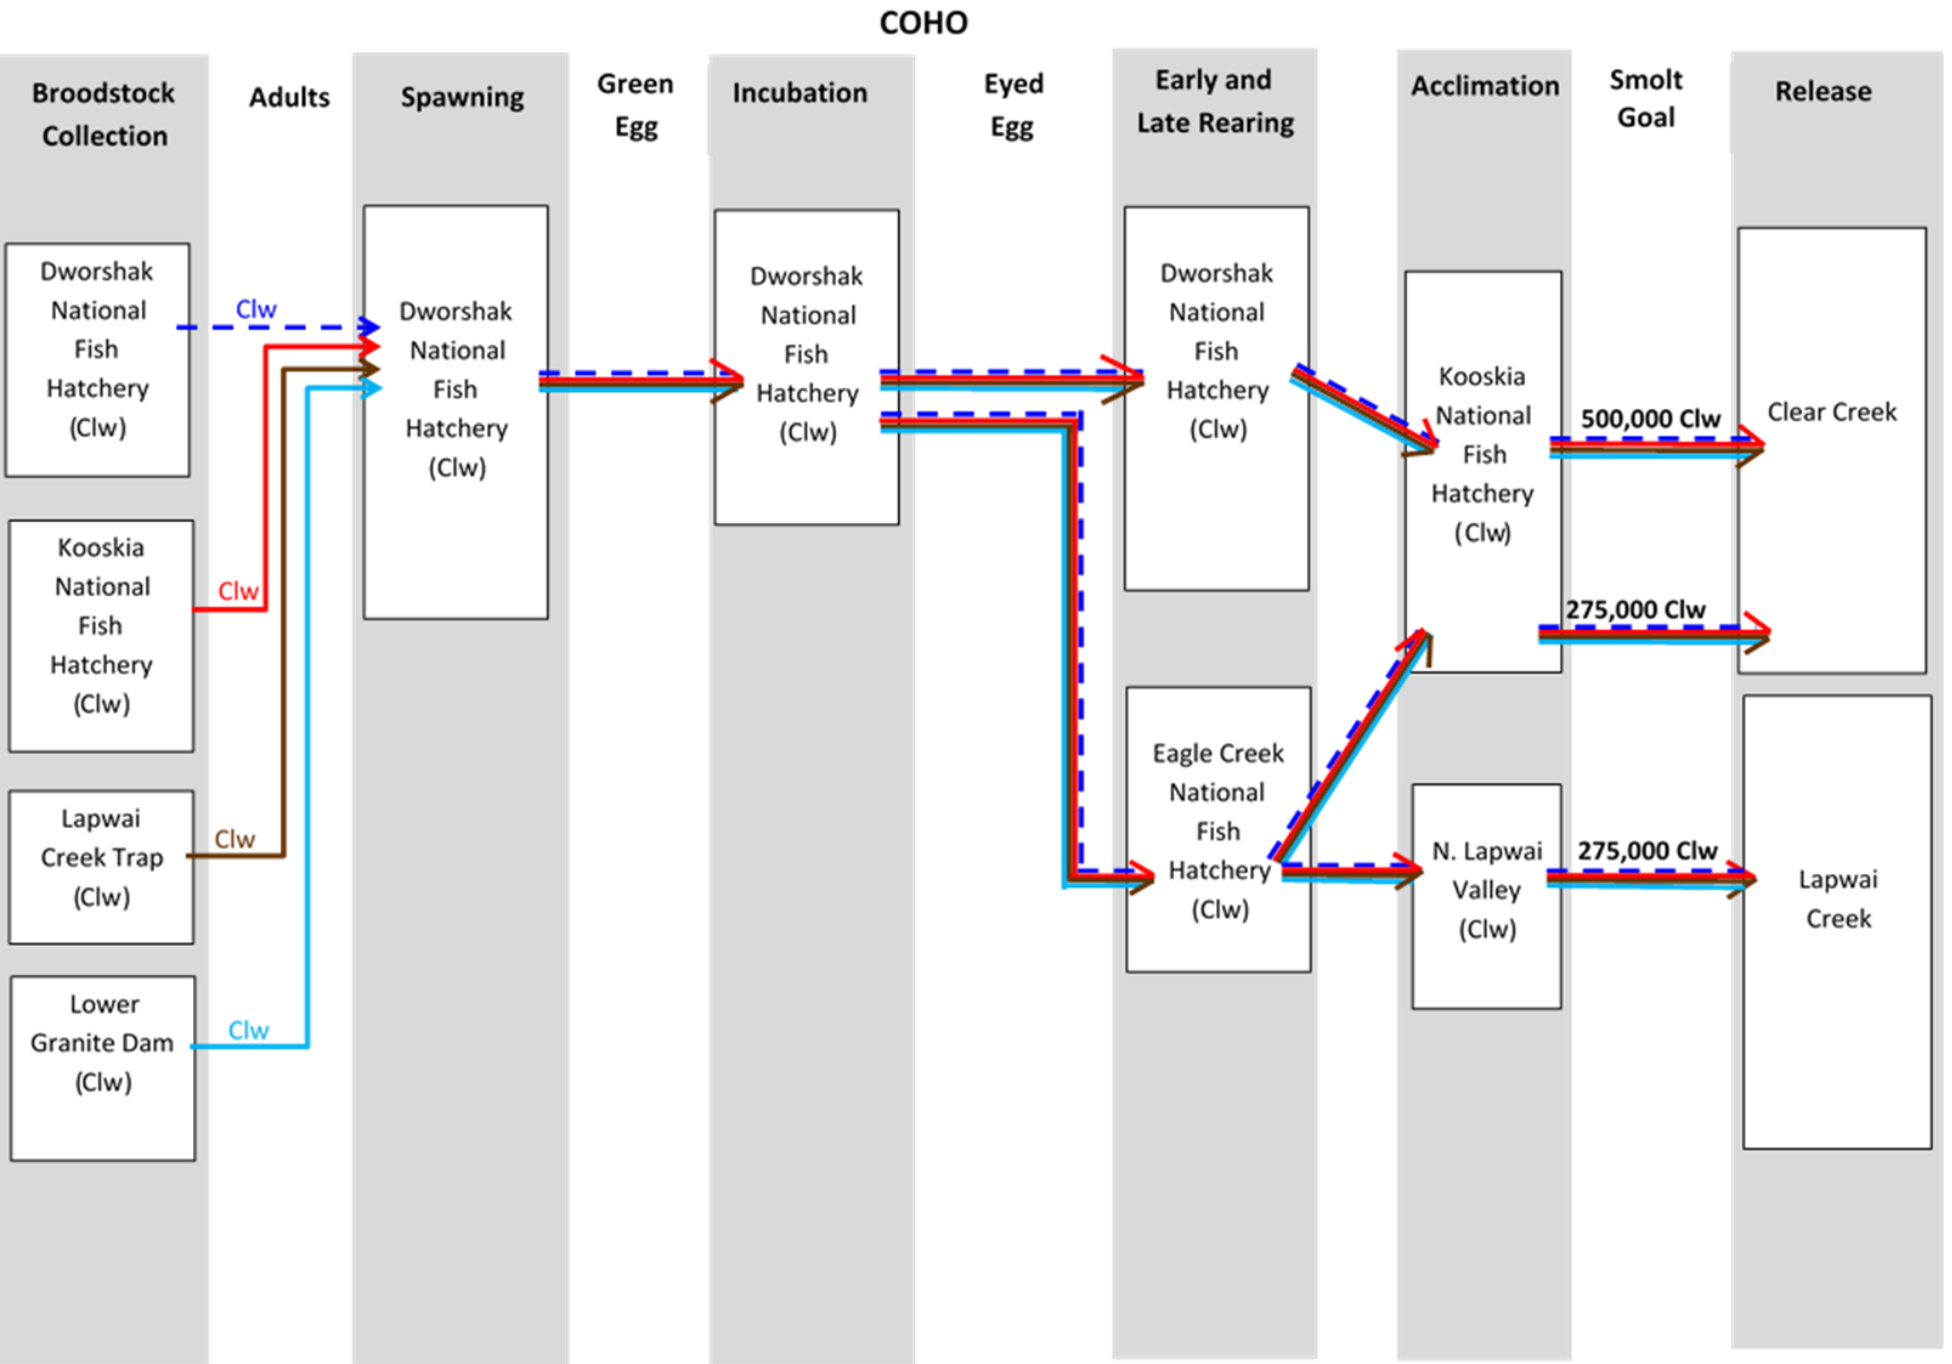 COHO
Broodstock
Collection
Adults
Spawning
Green
Egg
Incubation
Eyed
Egg
Early and
Late Rearing
Acclimation
Smolt
Goal
Release
Dworshak
National
Fish
Hatchery
(Clw)
Kooskia
National
Fish
Hatchery
(Clw)
Lapwai
Creek Trap
(Clw)
Lower
Granite Dam
(Clw)
Clw
Clw
Clw
Clw
Dworshak
National
Fish
Hatchery
(Clw)
Dworshak
National
Fish
Hatchery
(Clw)
Dworshak
National
Fish
Hatchery
(Clw)
Eagle Creek
National
Fish
Hatchery
(Clw)
Kooskia
National
Fish
Hatchery
(Clw)
N. Lapwai
Valley
(Clw)
500,000 Clw
275,000 Clw
275,000 Clw
Clear Creek
Lapwai
Creek